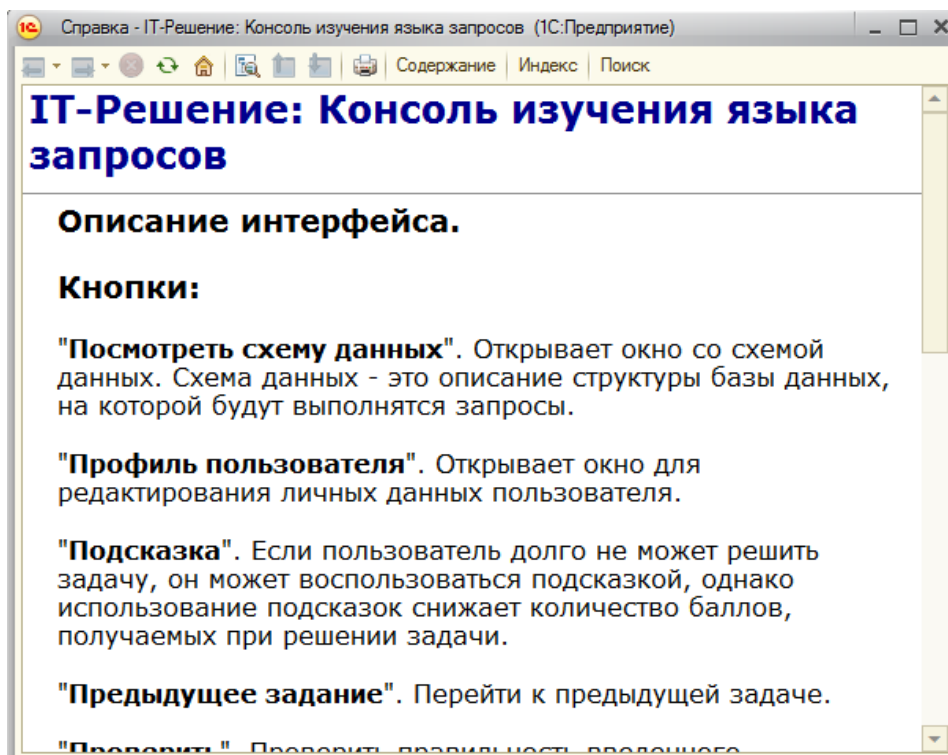 Справка - IT-Решение: Консоль изучения языка запросов (1С:Предприятие)
Содержание Индекс Поиск
IT-Решение: Консоль изучения языка
запросов
Описание интерфейса.
Кнопки:
"Посмотреть схему данных". Открывает окно со схемой
данных. Схема данных - это описание структуры базы данных,
на которой будут выполнятся запросы.
"Профиль пользователя". Открывает окно для
редактирования личных данных пользователя.
"Подсказка". Если пользователь долго не может решить
задачу, он может воспользоваться подсказкой, однако
использование подсказок снижает количество баллов,
получаемых при решении задачи.
"Предыдущее задание". Перейти к предыдущей задаче.
"Проверить". Проверить правильность введенного